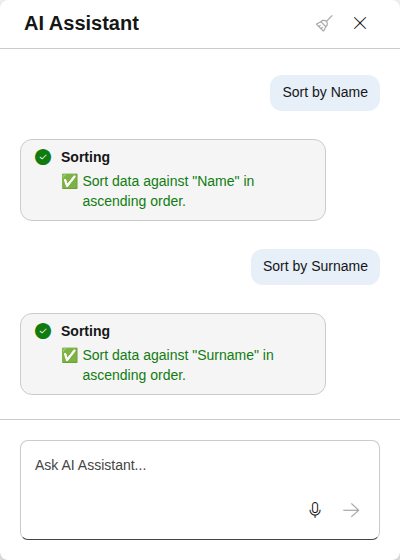 AI Assistant
Sort by Name
Sorting
✅ Sort data against "Name" in
ascending order.
Sort by Surname
Sorting
✅ Sort data against "Surname" in
ascending order.
Ask AI Assistant...